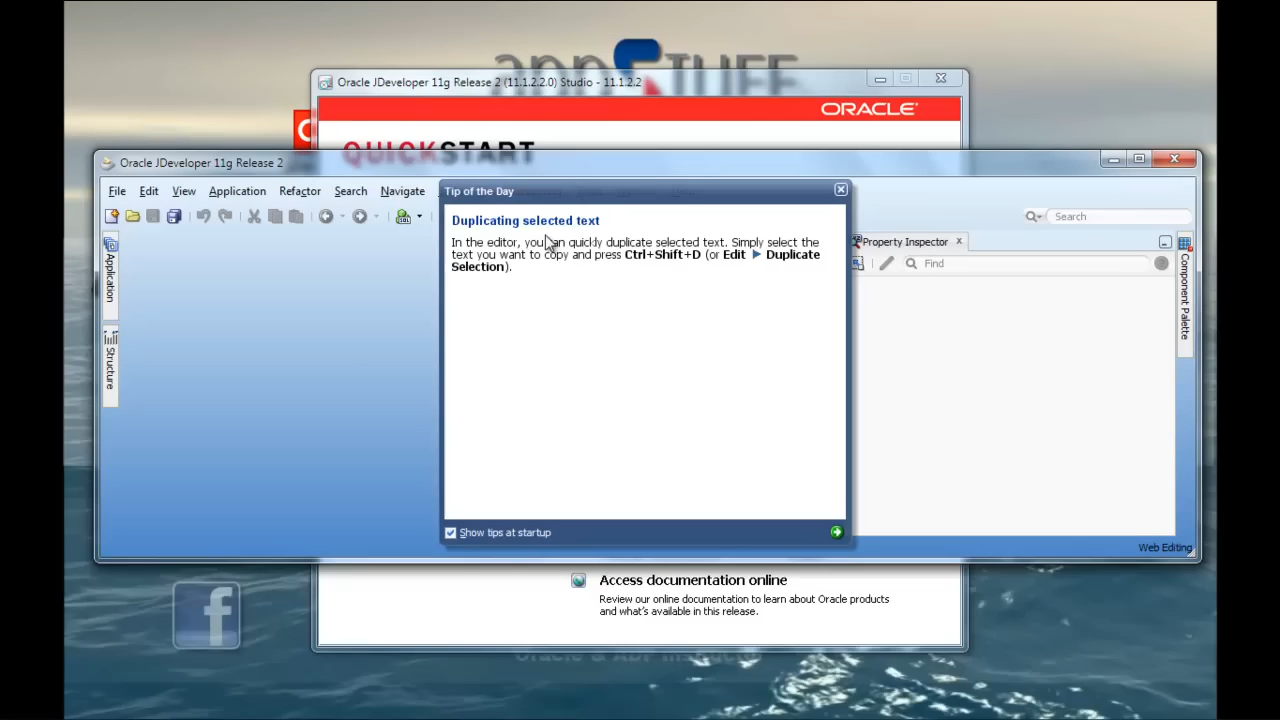 appSTUFF
Oracle JDeveloper 11g Release 2 (11.1.2.2.0) Studio - 11.1.2.2
ORACLE
QUICKSTART
Oracle JDeveloper 11g Release 2
File Edit View Application Refactor Search Navigate
Tip of the Day
Duplicating selected text
In the editor, you can quickly duplicate selected text. Simply select the
text you want to copy and press Ctrl+Shift+D (or Edit ▶ Duplicate
Selection).
Show tips at startup
Search
Property Inspector
Find
Application
Structure
Component Palette
Web Editing
Access documentation online
Review our online documentation to learn about Oracle products
and what's available in this release.
Oracle & ADF Instructor